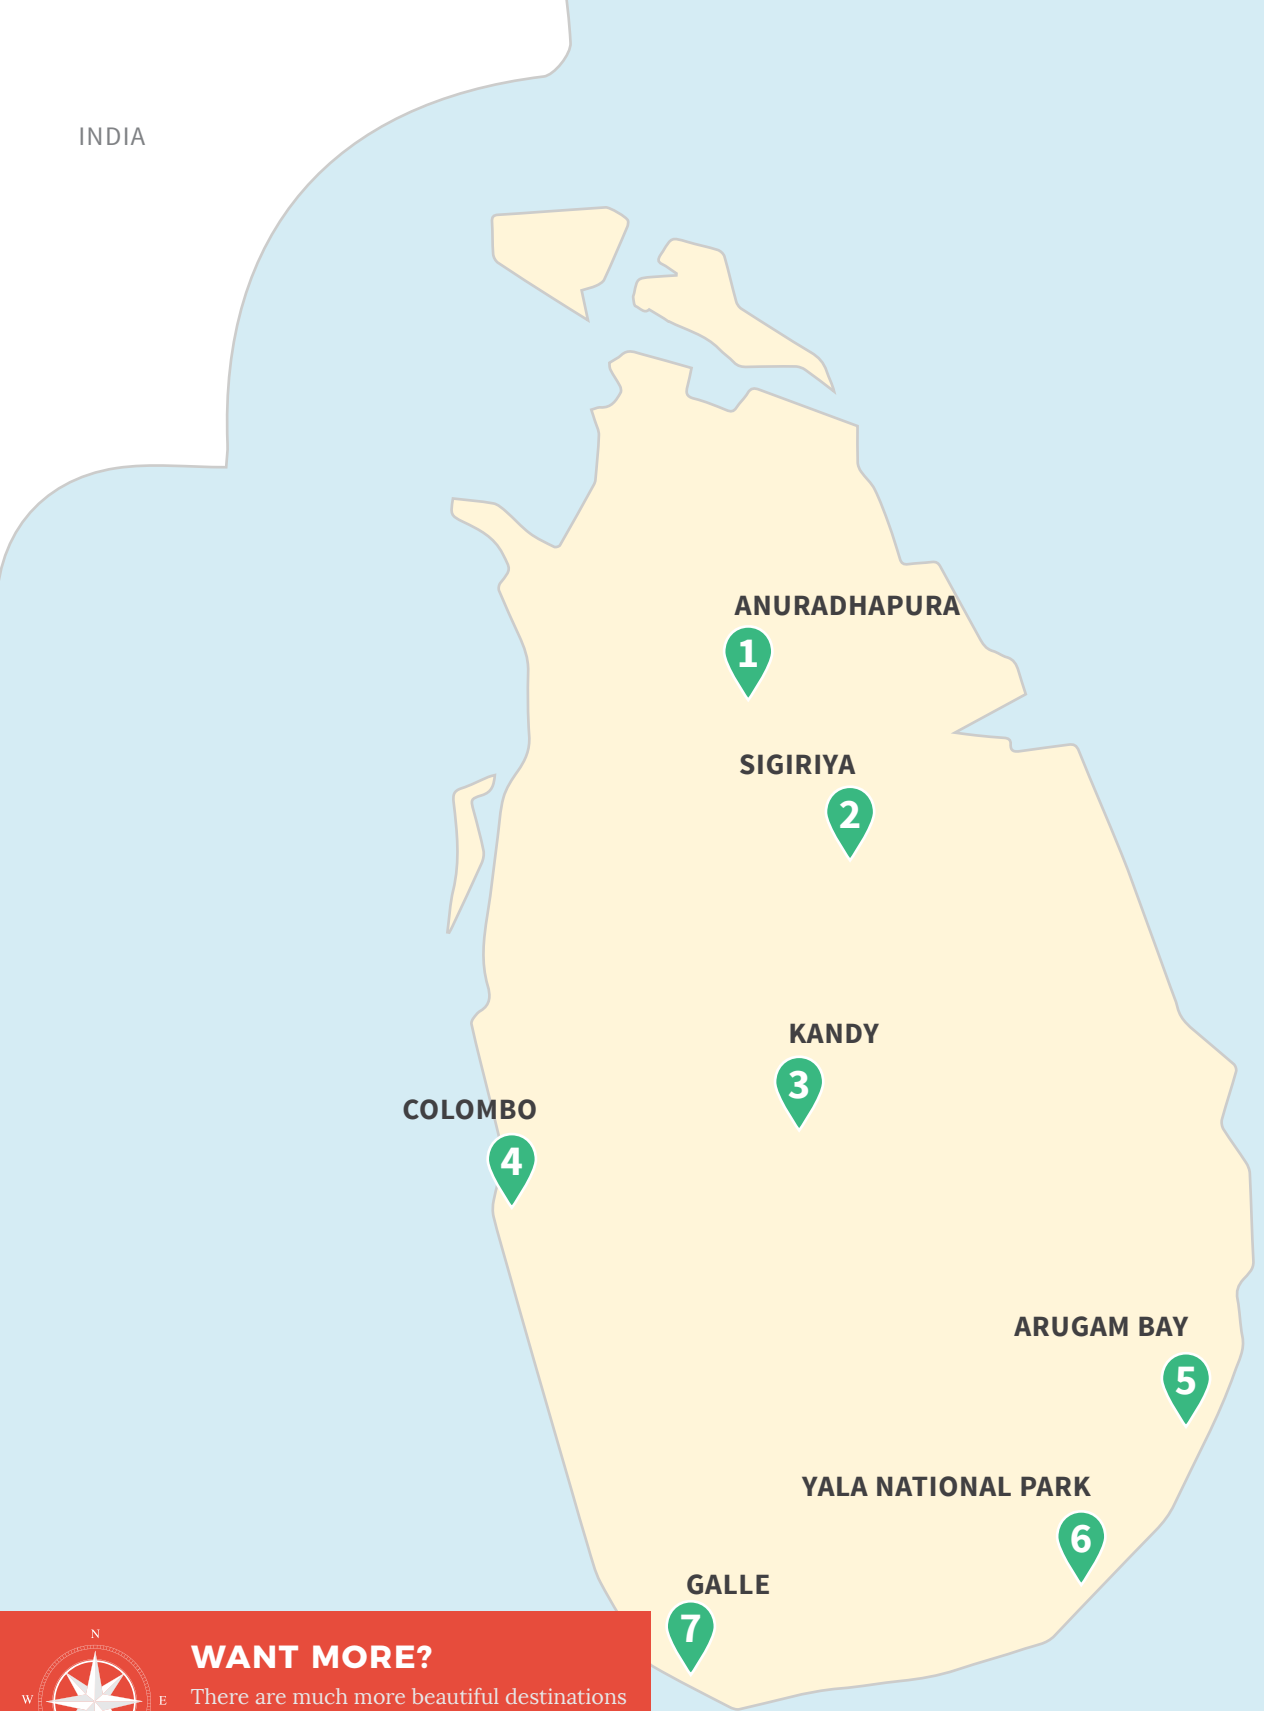 INDIA
ANURADHAPURA
1
SIGIRIYA
2
KANDY
3
COLOMBO
4
ARUGAM BAY
5
YALA NATIONAL PARK
6
GALLE
7
N
WANT MORE?
W
E
There are much more beautiful destinations